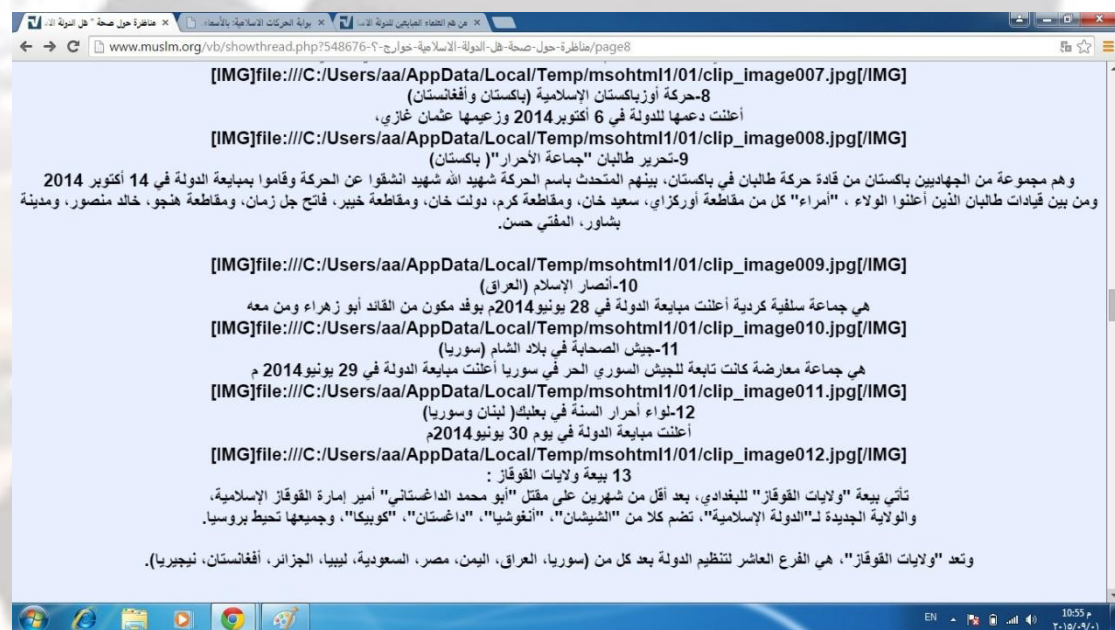 مناظرة حول صحة " هل الدولة الا
بوابة الحركات الاسلامية: بالأسماء
من هم العلماء المبايعين للدولة الاسـ
www.muslm.org/vb/showthread.php?548676-مناظرة-حول-صحة-هل-الدولة-الاسلامية-خوارج-؟/page8
[IMG]file:///C:/Users/aa/AppData/Local/Temp/msohtml1/01/clip_image007.jpg[/IMG]
8-حركة أوزباكستان الإسلامية (باكستان وأفغانستان)
أعلنت دعمها للدولة في 6 أكتوبر2014 وزعيمها عثمان غازي،
[IMG]file:///C:/Users/aa/AppData/Local/Temp/msohtml1/01/clip_image008.jpg[/IMG]
9-تحرير طالبان "جماعة الأحرار"( باكستان)
وهم مجموعة من الجهاديين باكستان من قادة حركة طالبان في باكستان، بينهم المتحدث باسم الحركة شهيد الله شهيد انشقوا عن الحركة وقاموا بمبايعة الدولة في 14 أكتوبر 2014
ومن بين قيادات طالبان الذين أعلنوا الولاء ، "أمراء" كل من مقاطعة أوركزاي، سعيد خان، ومقاطعة كرم، دولت خان، ومقاطعة خيبر، فاتح جل زمان، ومقاطعة هنجو، خالد منصور، ومدينة
بشاور، المفتي حسن.
[IMG]file:///C:/Users/aa/AppData/Local/Temp/msohtml1/01/clip_image009.jpg[/IMG]
10-أنصار الإسلام (العراق)
هي جماعة سلفية كردية أعلنت مبايعة الدولة في 28 يونيو2014م بوفد مكون من القائد أبو زهراء ومن معه
[IMG]file:///C:/Users/aa/AppData/Local/Temp/msohtml1/01/clip_image010.jpg[/IMG]
11-جيش الصحابة في بلاد الشام (سوريا)
هي جماعة معارضة كانت تابعة للجيش السوري الحر في سوريا أعلنت مبايعة الدولة في 29 يونيو2014 م
[IMG]file:///C:/Users/aa/AppData/Local/Temp/msohtml1/01/clip_image011.jpg[/IMG]
12-لواء أحرار السنة في بعلبك( لبنان وسوريا)
أعلنت مبايعة الدولة في يوم 30 يونيو2014م
[IMG]file:///C:/Users/aa/AppData/Local/Temp/msohtml1/01/clip_image012.jpg[/IMG]
13 بيعة ولايات القوقاز :
تأتي بيعة "ولايات القوقاز" للبغدادي، بعد أقل من شهرين على مقتل "أبو محمد الداغستاني" أمير إمارة القوقاز الإسلامية،
والولاية الجديدة لـ"الدولة الإسلامية"، تضم كلا من "الشيشان"، "أنغوشيا"، "داغستان"، "كوبيكا"، وجميعها تحيط بروسيا.
وتعد "ولايات القوقاز"، هي الفرع العاشر لتنظيم الدولة بعد كل من (سوريا، العراق، اليمن، مصر، السعودية، ليبيا، الجزائر، أفغانستان، نيجيريا).
EN
10:55 م
٢٠١٥/٠٩/٠١